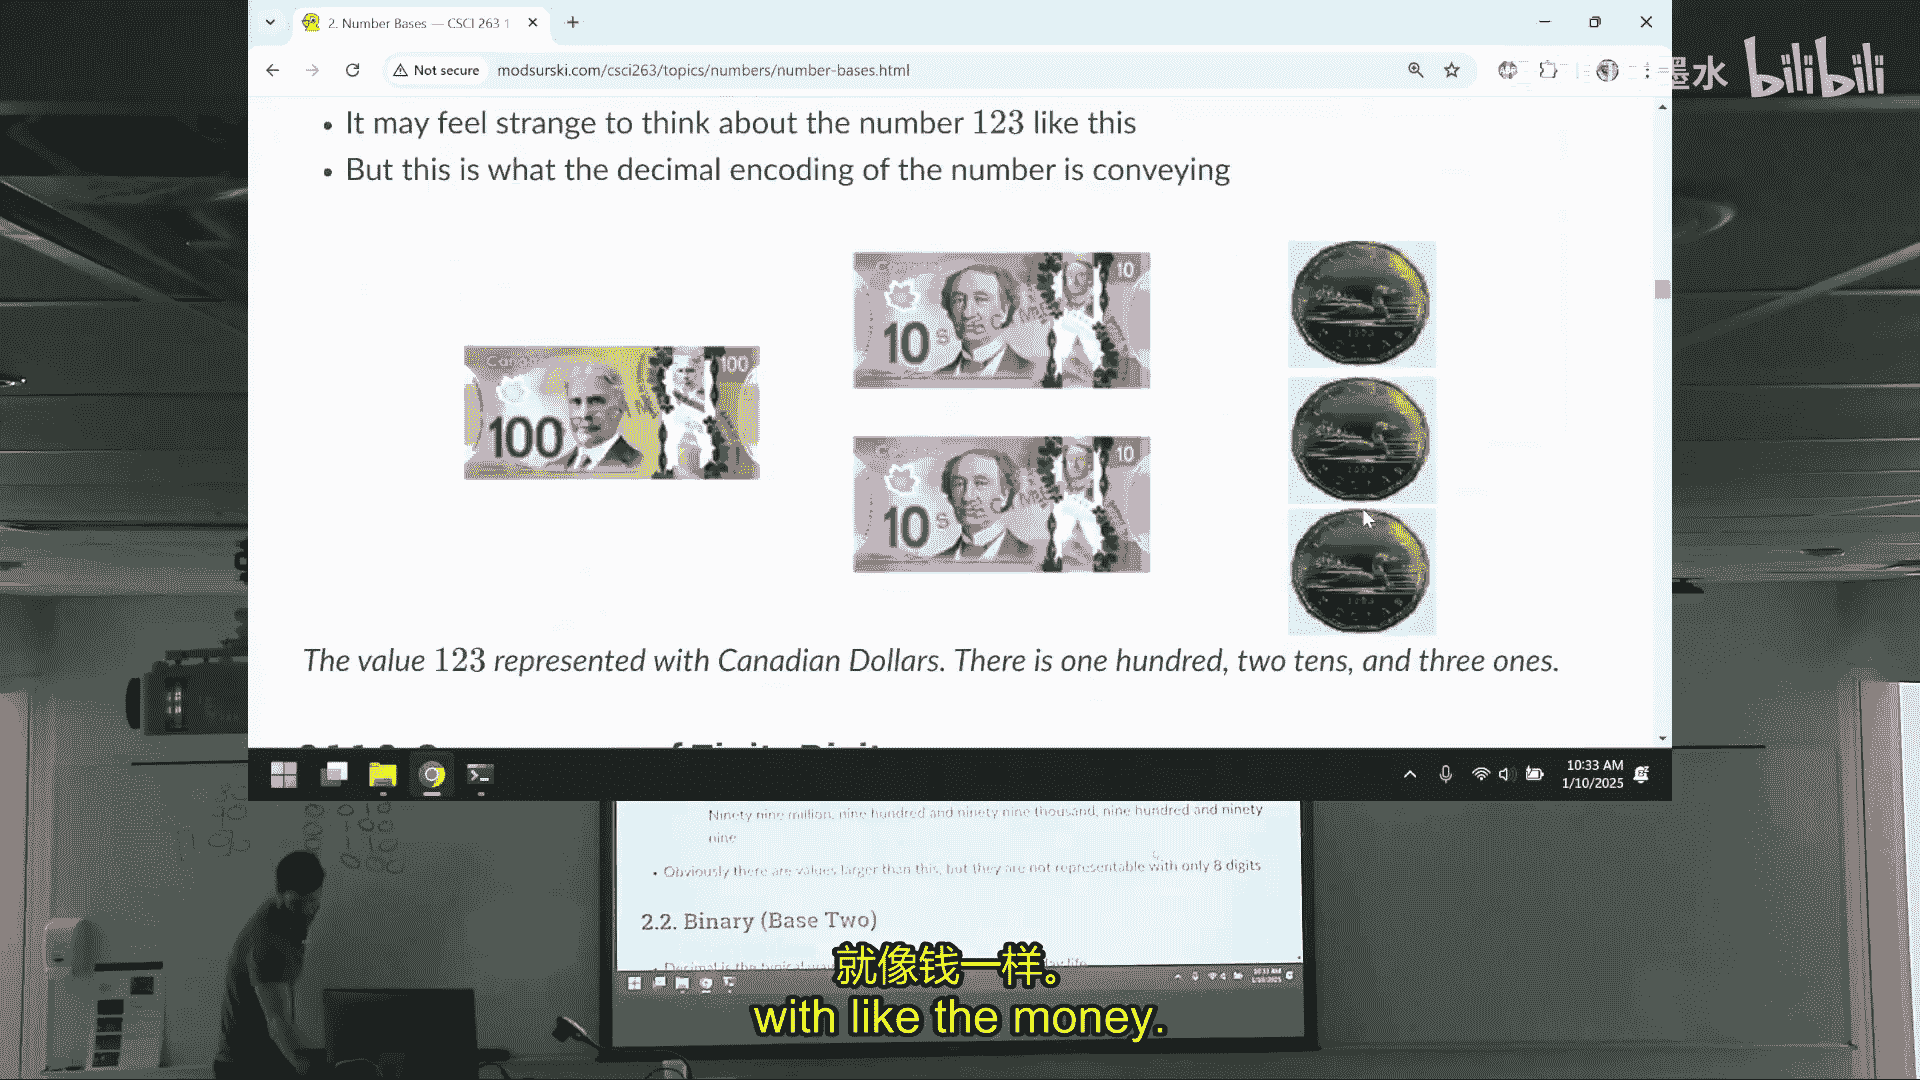 2. Number Bases — CSCI 263 1
Not secure
modsurski.com/csci263/topics/numbers/number-bases.html
墨水 bilibili
It may feel strange to think about the number 123 like this
But this is what the decimal encoding of the number is conveying
100
100
10
10
10
10
The value 123 represented with Canadian Dollars. There is one hundred, two tens, and three ones.
10:33 AM
1/10/2025
Ninety nine million, nine hundred and ninety nine thousand, nine hundred and ninety
nine
Obviously there are values larger than this, but they are not representable with only 8 digits
2.2. Binary (Base Two)
就像钱一样。
with like the money.